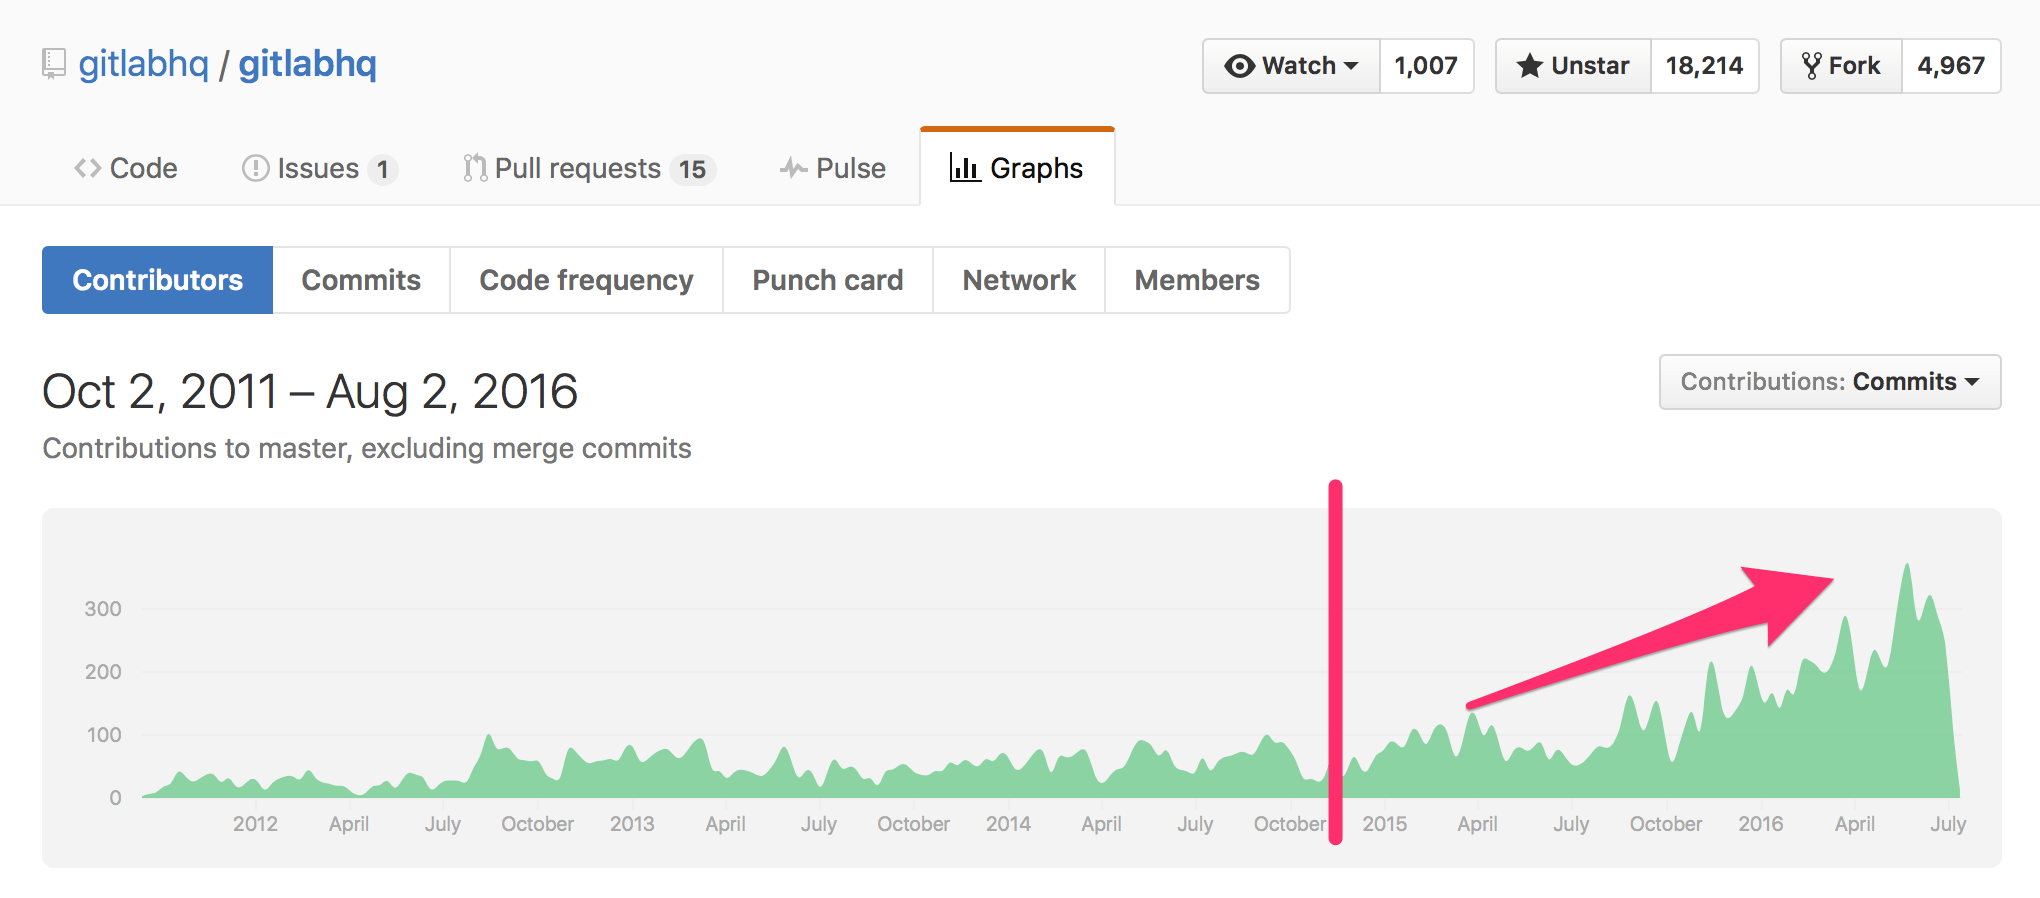 gitlabhq / gitlabhq
Watch 1,007
Unstar 18,214
Fork 4,967
Code
Issues 1
Pull requests 15
Pulse
Graphs
Contributors
Commits
Code frequency
Punch card
Network
Members
Oct 2, 2011 – Aug 2, 2016
Contributions: Commits
Contributions to master, excluding merge commits
300
200
100
0
2012 April July October 2013 April July October 2014 April July October 2015 April July October 2016 April July